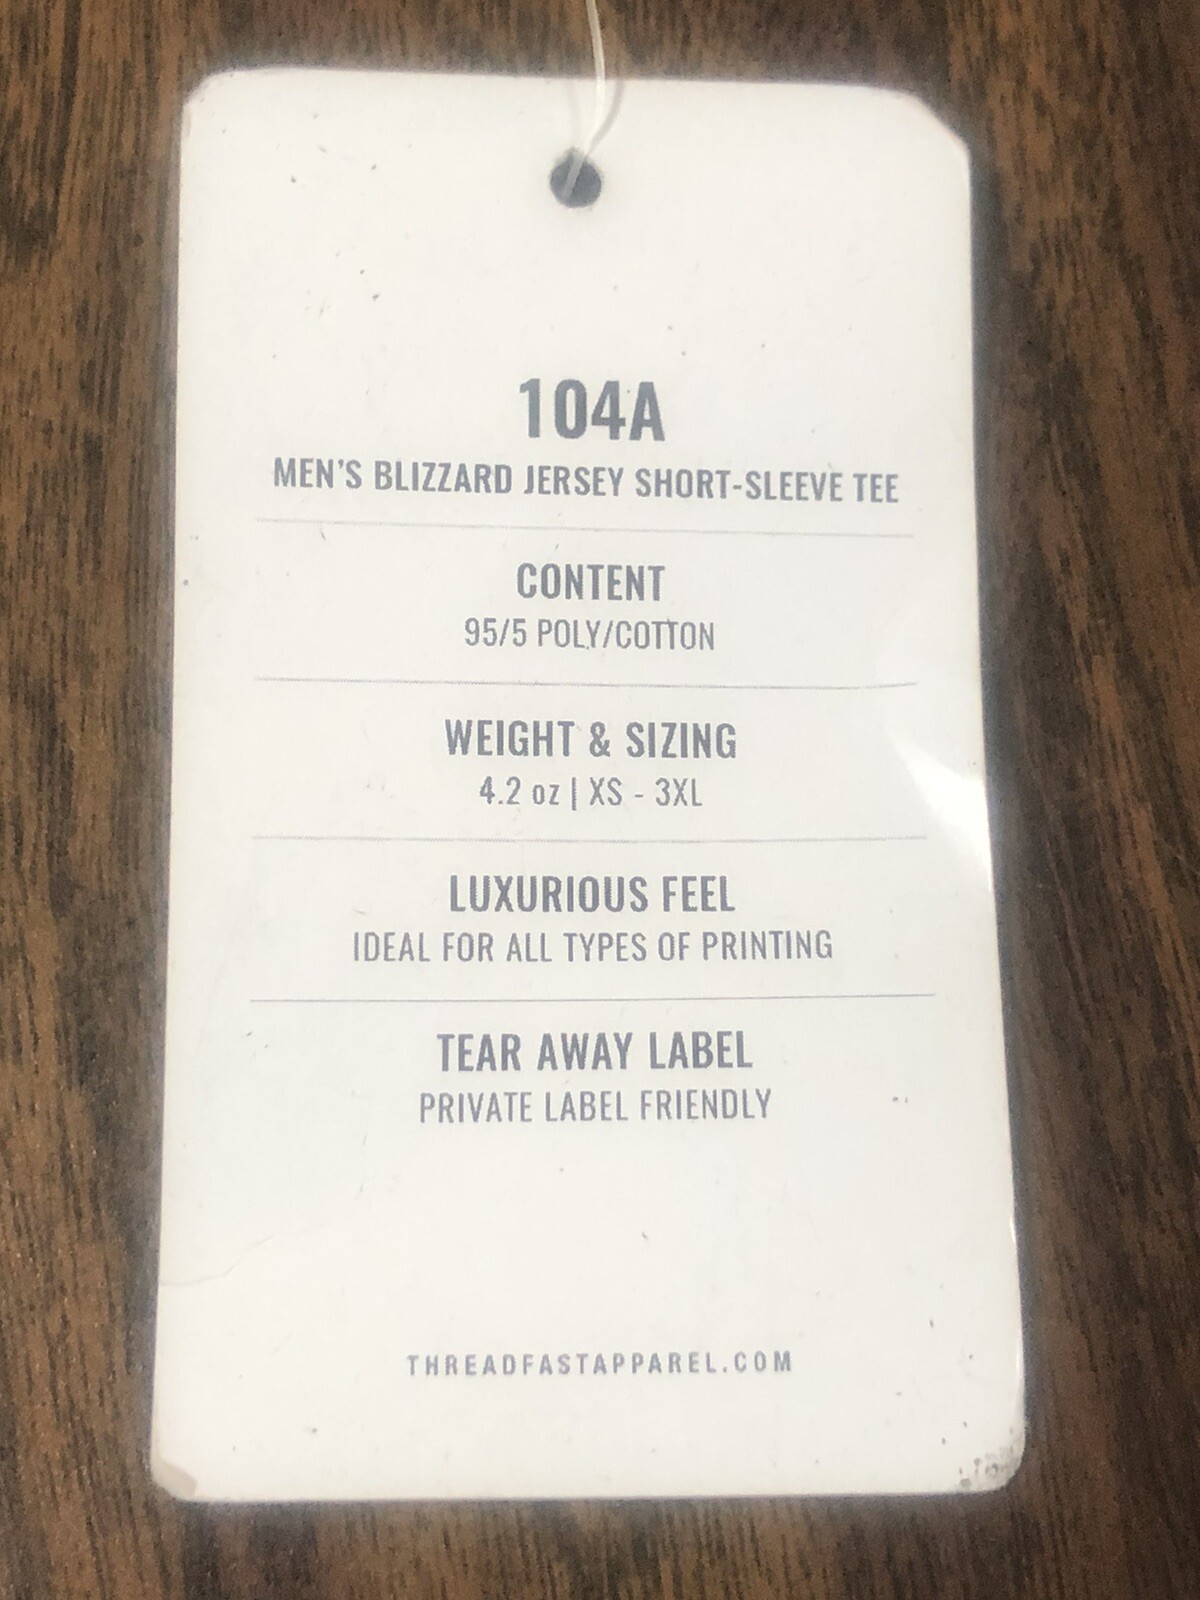 104A
MEN'S BLIZZARD JERSEY SHORT-SLEEVE TEE
CONTENT
95/5 POLY/COTTON
WEIGHT & SIZING
4.2 oz | XS - 3XL
LUXURIOUS FEEL
IDEAL FOR ALL TYPES OF PRINTING
TEAR AWAY LABEL
PRIVATE LABEL FRIENDLY
THREADFASTAPPAREL.COM